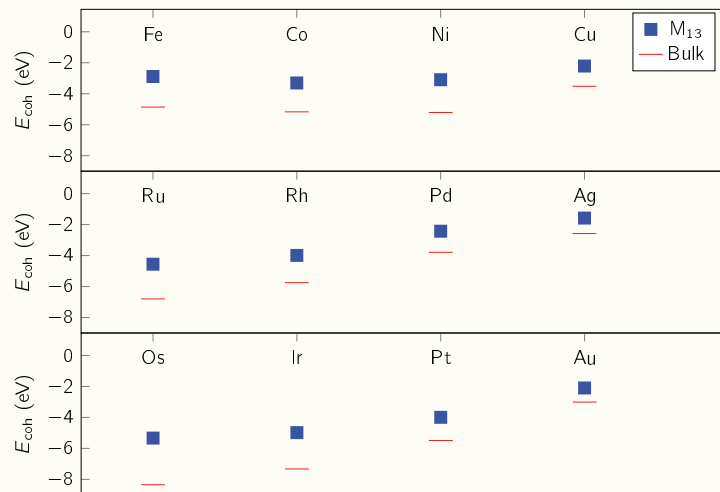 Fe Co Ni Cu
M13
Bulk
0
−2
−4
−6
−8
Ecoh (eV)
Ru Rh Pd Ag
0
−2
−4
−6
−8
Ecoh (eV)
Os Ir Pt Au
0
−2
−4
−6
−8
Ecoh (eV)